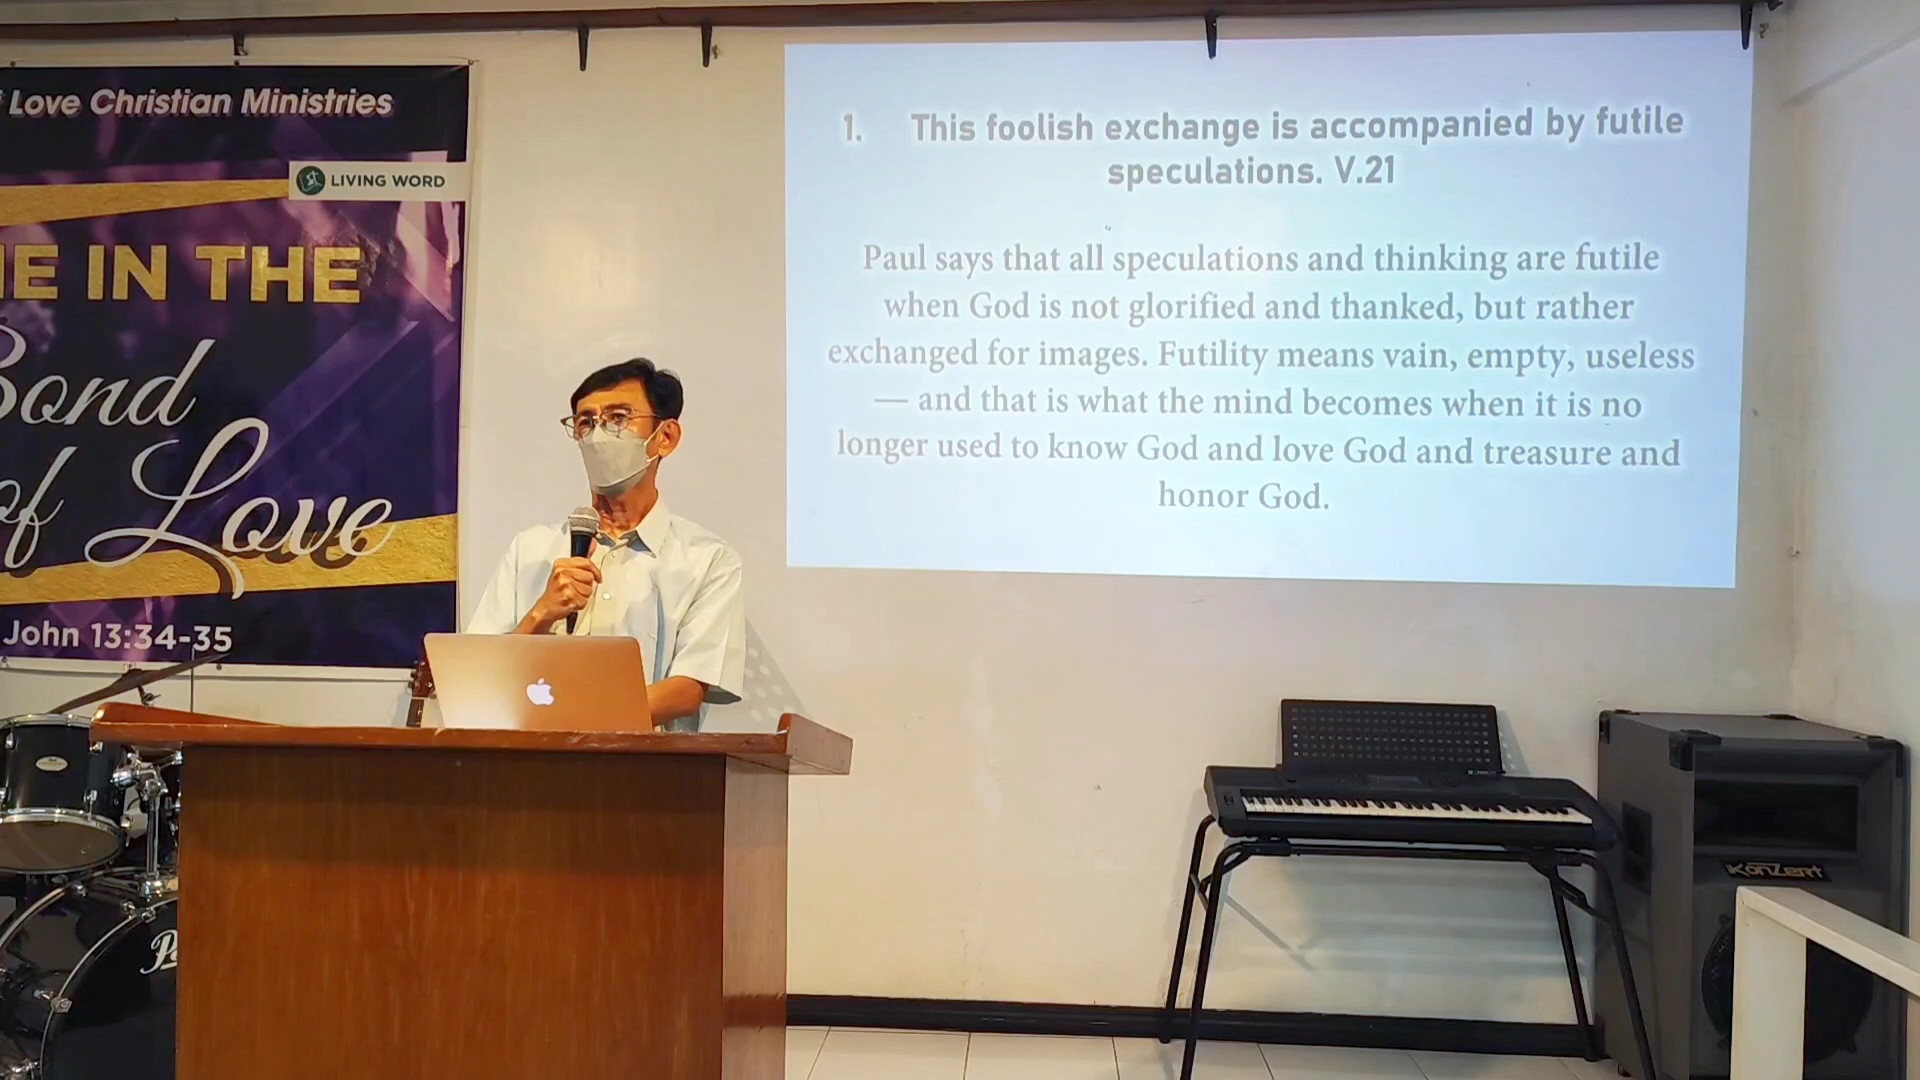 Love Christian Ministries
LIVING WORD
IN THE
Bond
of Love
John 13:34-35
1. This foolish exchange is accompanied by futile
speculations. V.21
Paul says that all speculations and thinking are futile
when God is not glorified and thanked, but rather
exchanged for images. Futility means vain, empty, useless
— and that is what the mind becomes when it is no
longer used to know God and love God and treasure and
honor God.
KonZert